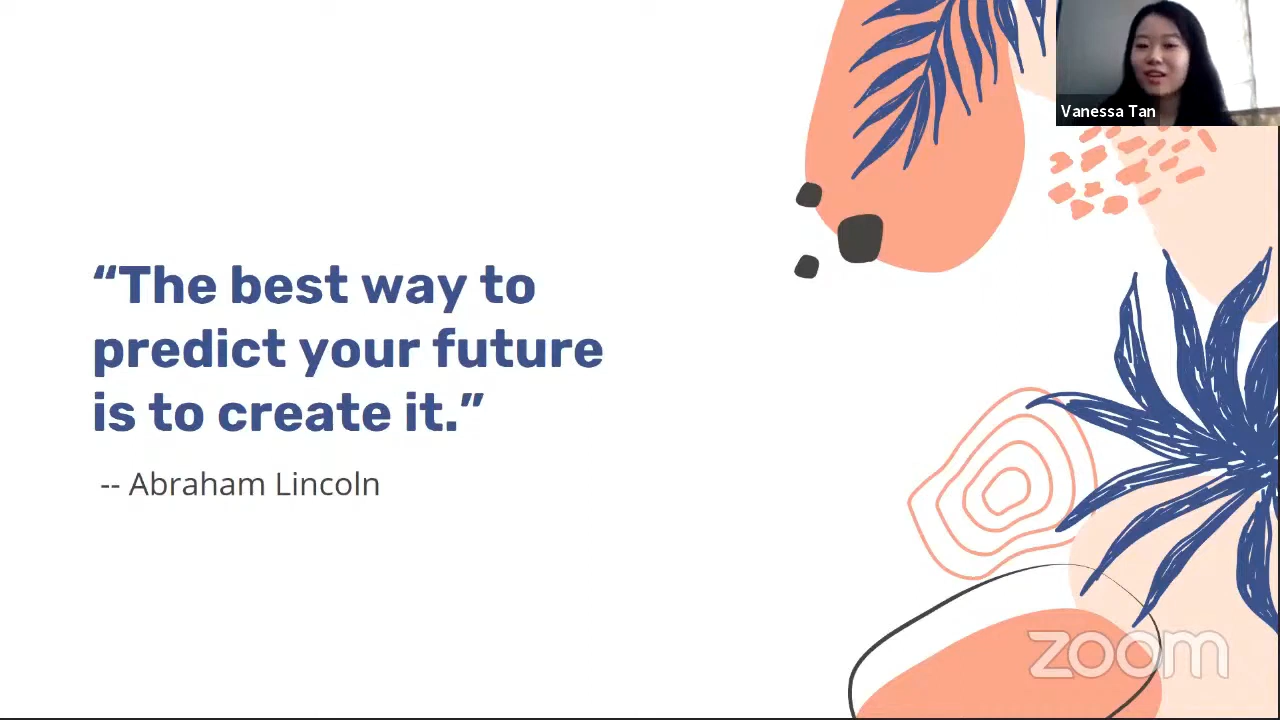 Vanessa Tan
“The best way to
predict your future
is to create it.”
-- Abraham Lincoln
zoom